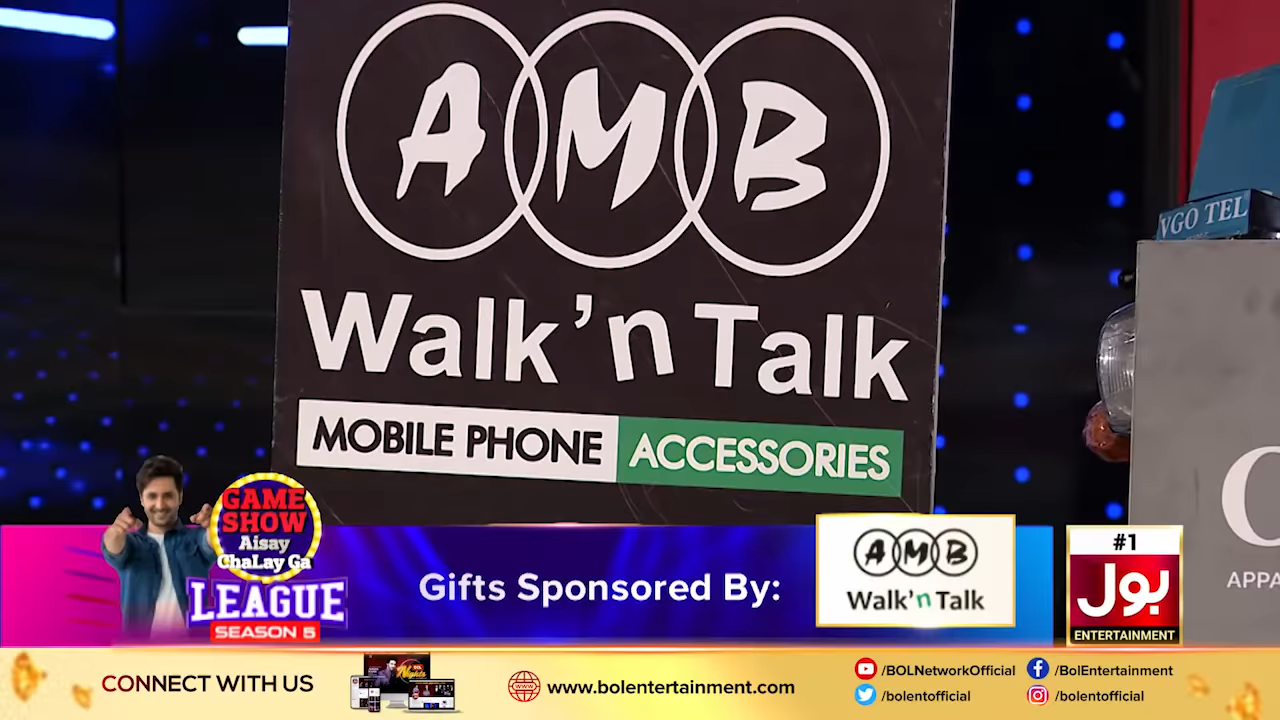 AMB
Walk'n Talk
MOBILE PHONE ACCESSORIES
VGO TEL
APPA
GAME
SHOW
Aisay
ChaLay Ga
LEAGUE
SEASON 5
Gifts Sponsored By:
AMB
Walk'n Talk
#1
بول
ENTERTAINMENT
CONNECT WITH US
www.bolentertainment.com
/BOLNetworkOfficial
/BolEntertainment
/bolentofficial
/bolentofficial